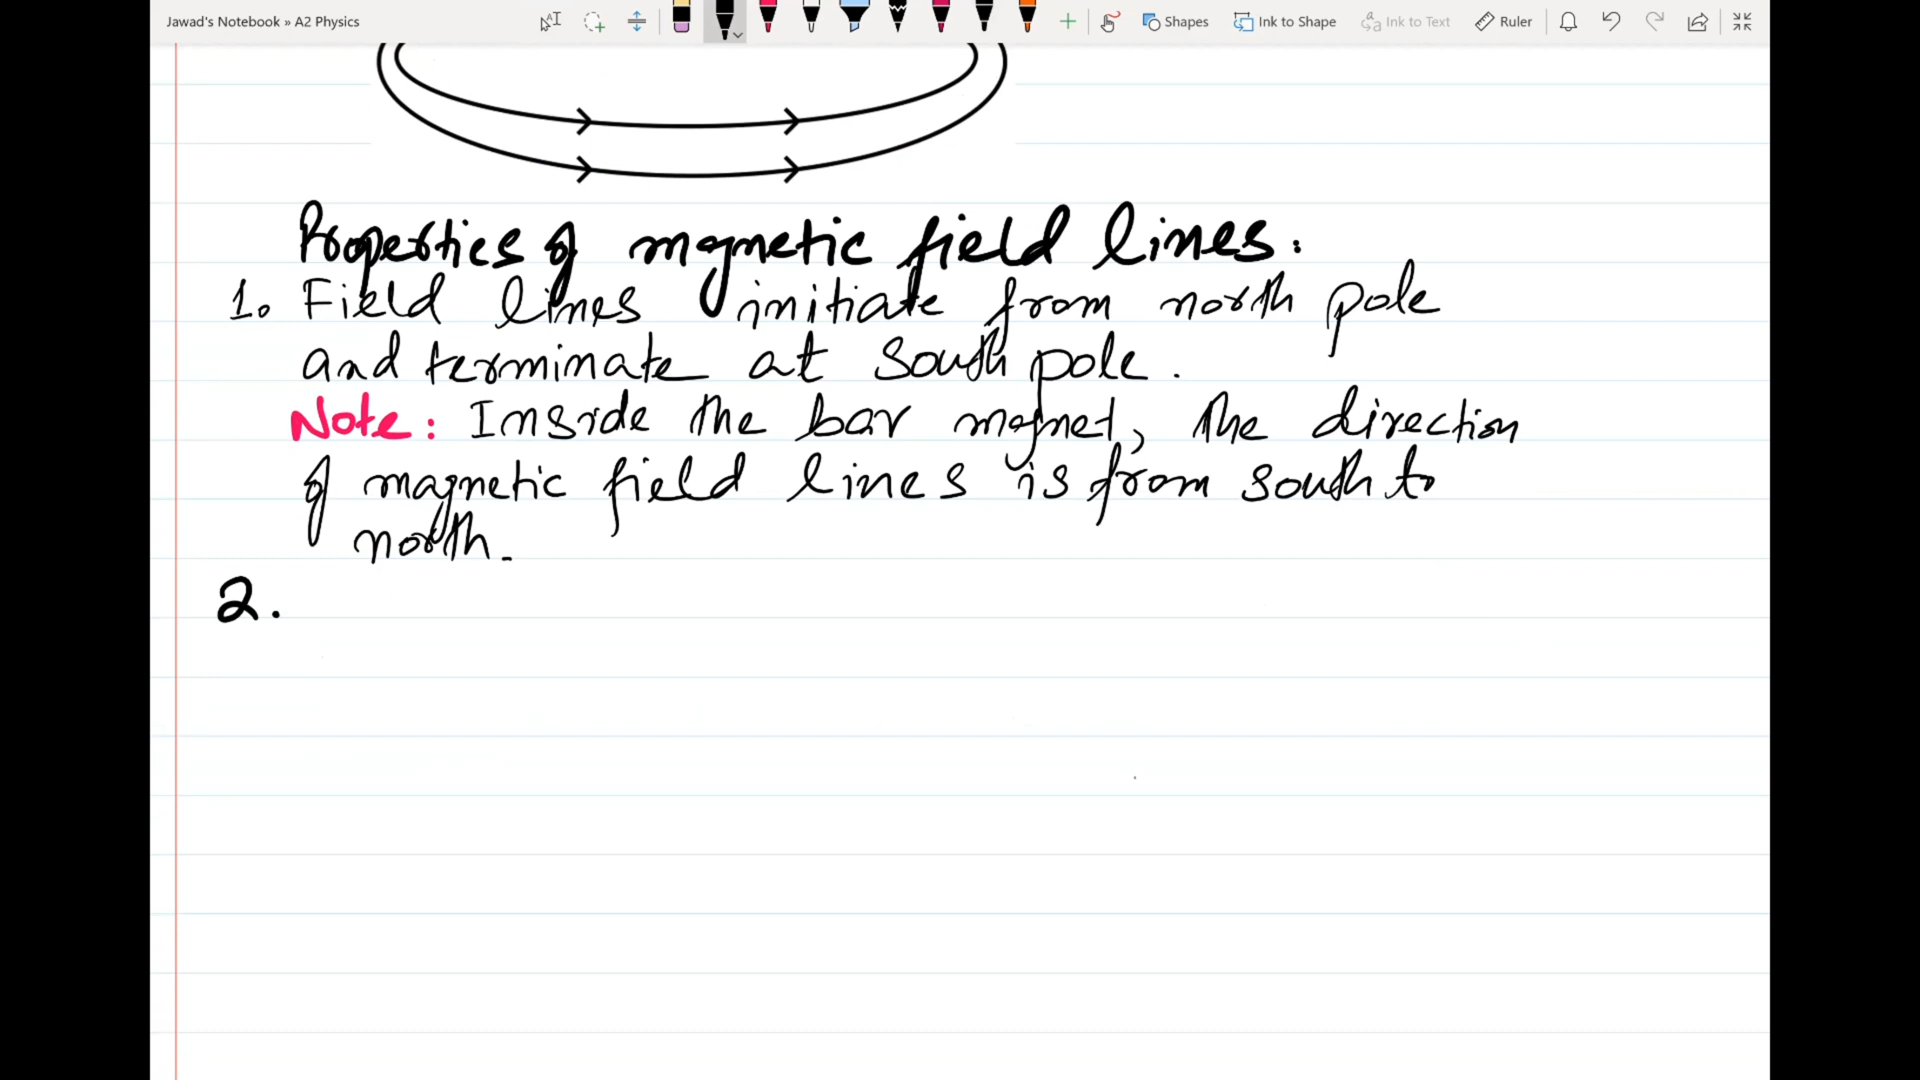 Jawad's Notebook » A2 Physics
Shapes Ink to Shape Ink to Text Ruler
Properties of magnetic field lines:
1. Field lines initiate from north pole
and terminate at south pole.
Note: Inside the bar magnet, the direction
of magnetic field lines is from south to
north.
2.